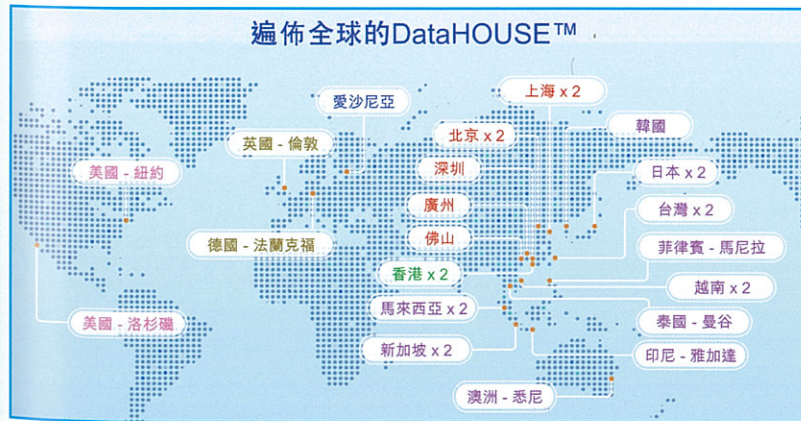 遍佈全球的DataHOUSE™
上海 x 2
愛沙尼亞
北京 x 2
韓國
英國 - 倫敦
深圳
日本 x 2
美國 - 紐約
廣州
台灣 x 2
德國 - 法蘭克福
佛山
菲律賓 - 馬尼拉
香港 x 2
越南 x 2
馬來西亞 x 2
美國 - 洛杉磯
泰國 - 曼谷
新加坡 x 2
印尼 - 雅加達
澳洲 - 悉尼